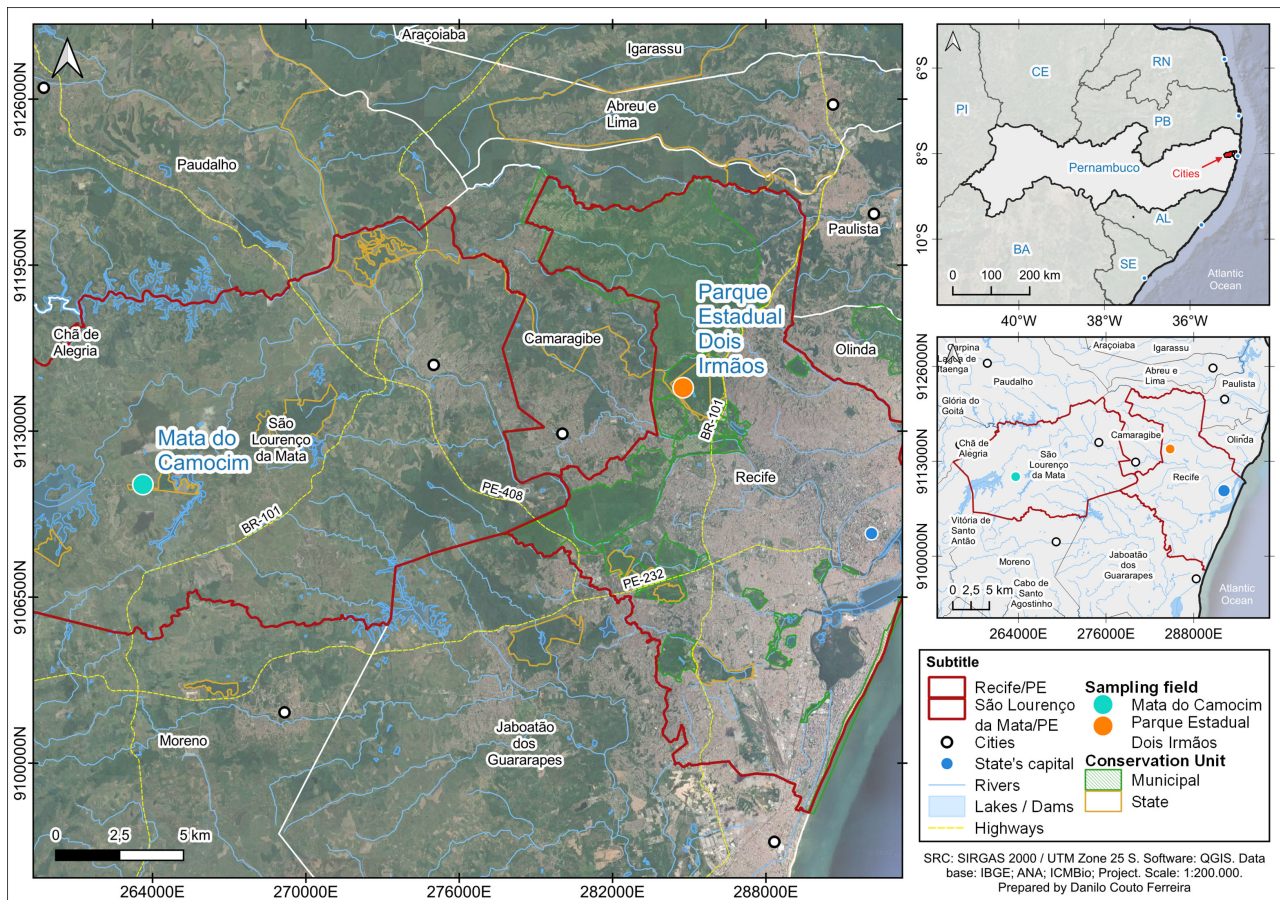 Araçoiaba
Igarassu
Abreu e
Lima
Paudalho
Paulista
Parque
Estadual
Dois
Irmãos
Chã de
Alegria
Camaragibe
Olinda
BR-101
São
Lourenço
da Mata
Mata do
Camocim
Recife
PE-408
BR-101
PE-232
Jaboatão
dos
Guararapes
Moreno
0 2,5 5 km
9126000N
9119500N
9113000N
9106500N
9100000N
264000E 270000E 276000E 282000E 288000E
CE
RN
PI
PB
Pernambuco
Cities
AL
BA
SE
Atlantic
Ocean
0 100 200 km
6°S
8°S
10°S
40°W 38°W 36°W
Carpina
Lagoa de
Itaenga
Araçoiaba
Igarassu
Abreu e
Lima
Paudalho
Paulista
Glória do
Goitá
Camaragibe
Olinda
Chã de
Alegria
São
Lourenço
da Mata
Recife
Vitória de
Santo
Antão
Moreno
Jaboatão
dos
Guararapes
Cabo de
Santo
Agostinho
Atlantic
Ocean
0 2,5 5 km
9126000N
9113000N
9100000N
264000E 276000E 288000E
Subtitle
Recife/PE
São Lourenço
da Mata/PE
Cities
State's capital
Rivers
Lakes / Dams
Highways
Sampling field
Mata do Camocim
Parque Estadual
Dois Irmãos
Conservation Unit
Municipal
State
SRC: SIRGAS 2000 / UTM Zone 25 S. Software: QGIS. Data
base: IBGE; ANA; ICMBio; Project. Scale: 1:200.000.
Prepared by Danilo Couto Ferreira